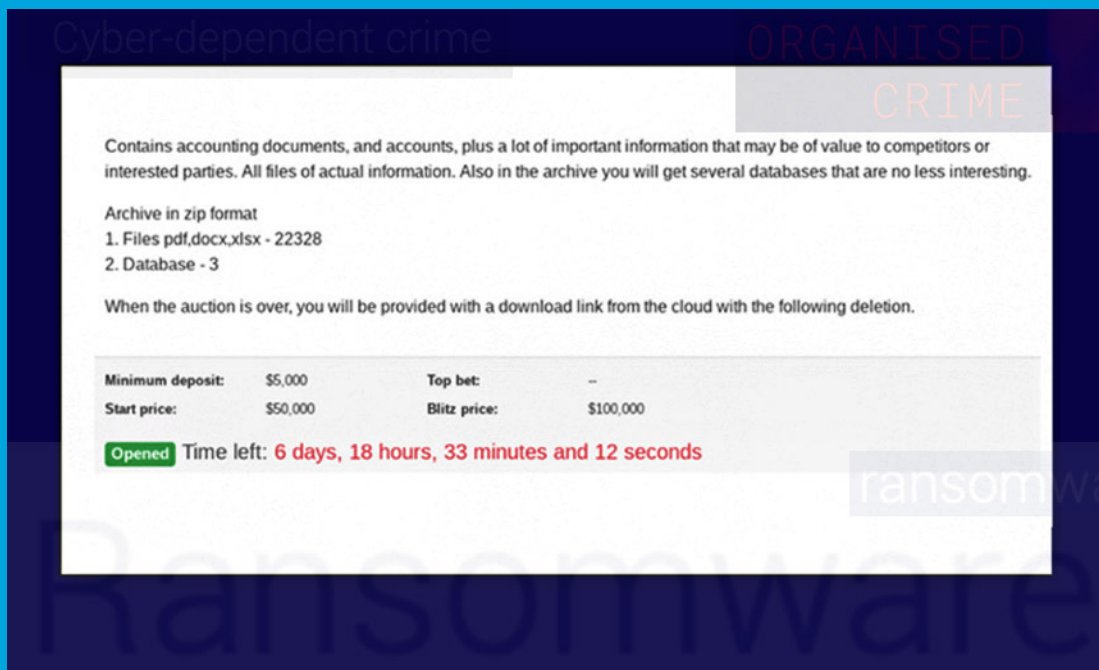 Cyber-dependent crime
ORGANISED
CRIME
Contains accounting documents, and accounts, plus a lot of important information that may be of value to competitors or
interested parties. All files of actual information. Also in the archive you will get several databases that are no less interesting.
Archive in zip format
1. Files pdf,docx,xlsx - 22328
2. Database - 3
When the auction is over, you will be provided with a download link from the cloud with the following deletion.
Minimum deposit: $5,000 Top bet: --
Start price: $50,000 Blitz price: $100,000
Opened Time left: 6 days, 18 hours, 33 minutes and 12 seconds
ransomwa
Ransomware